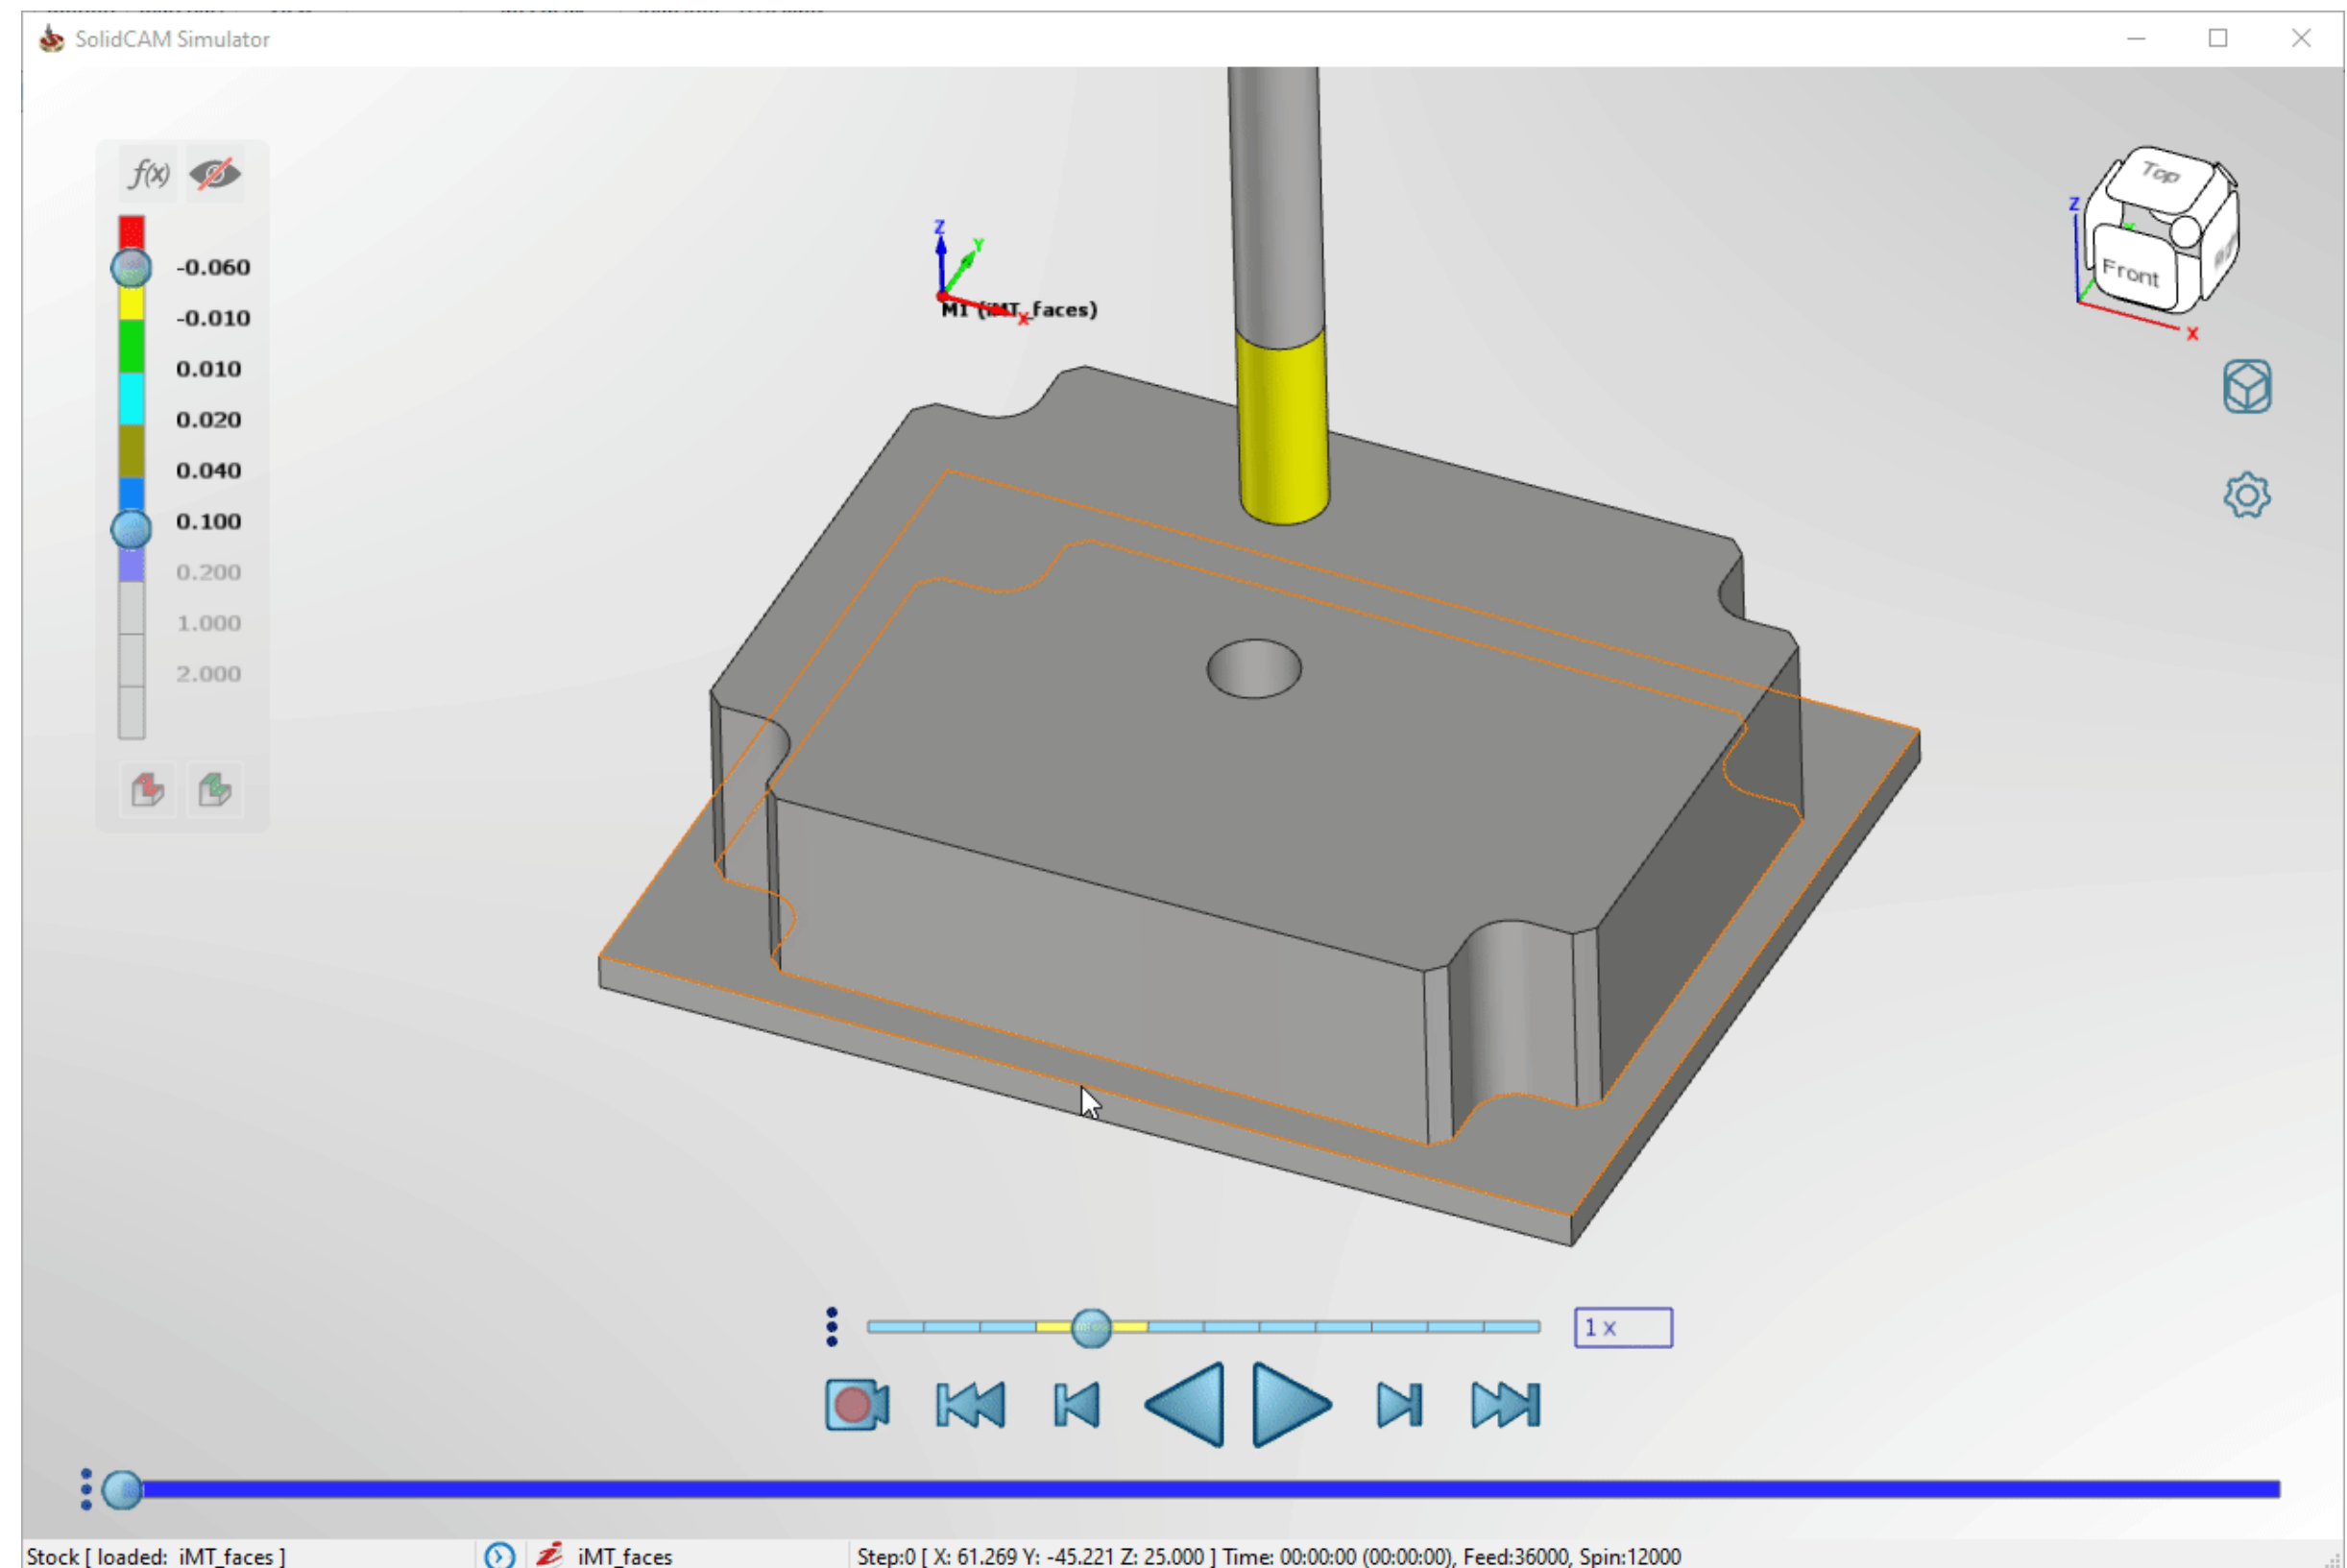 SolidCAM Simulator
f(x)
-0.060
-0.010
0.010
0.020
0.040
0.100
0.200
1.000
2.000
Z
Y
X
M1 (iMT_faces)
Top
Front
Z
X
1 x
Stock [ loaded: iMT_faces ]
iMT_faces
Step:0 [ X: 61.269 Y: -45.221 Z: 25.000 ] Time: 00:00:00 (00:00:00), Feed:36000, Spin:12000